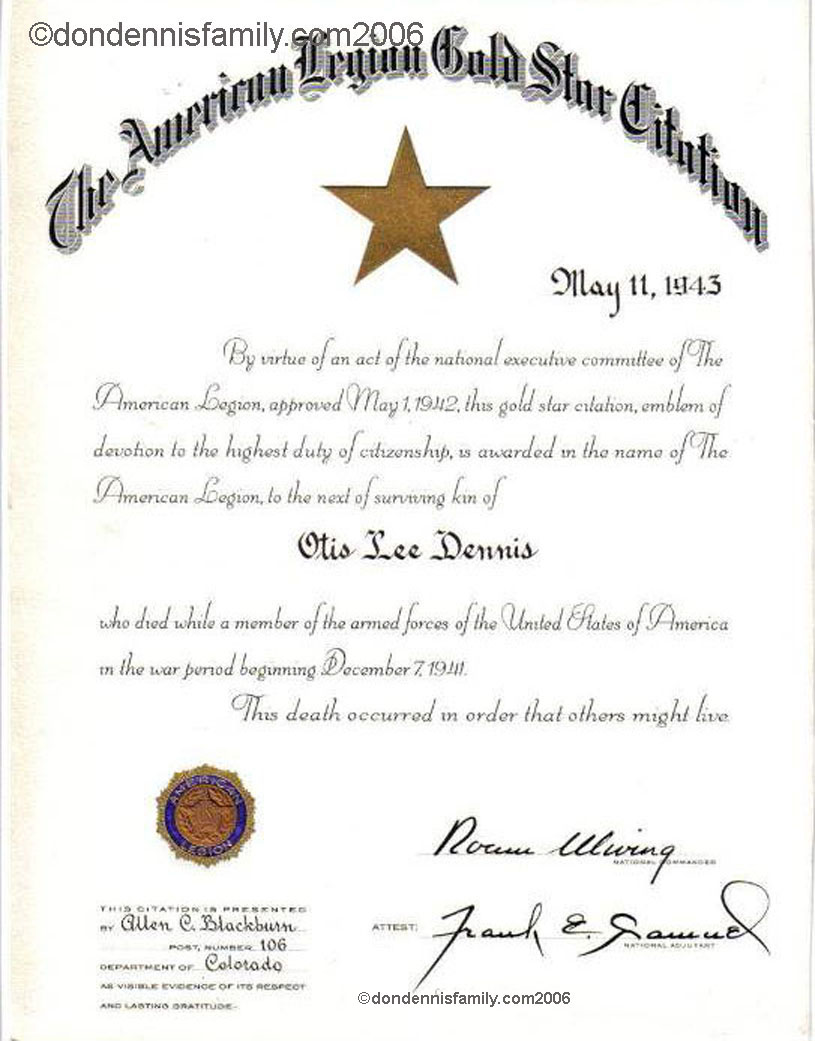 ©dondennisfamily.com2006
The American Legion Gold Star Citation
May 11, 1943
By virtue of an act of the national executive committee of The
American Legion, approved May 1, 1942, this gold star citation, emblem of
devotion to the highest duty of citizenship, is awarded in the name of The
American Legion, to the next of surviving kin of
Otis Lee Dennis
who died while a member of the armed forces of the United States of America
in the war period beginning December 7, 1941.
This death occurred in order that others might live.
AMERICAN
LEGION
NATIONAL COMMANDER
THIS CITATION IS PRESENTED
BY Allen C. Blackburn
POST, NUMBER 106
DEPARTMENT OF Colorado
AS VISIBLE EVIDENCE OF ITS RESPECT
AND LASTING GRATITUDE.
ATTEST: Frank E. Samuel
NATIONAL ADJUTANT
©dondennisfamily.com2006